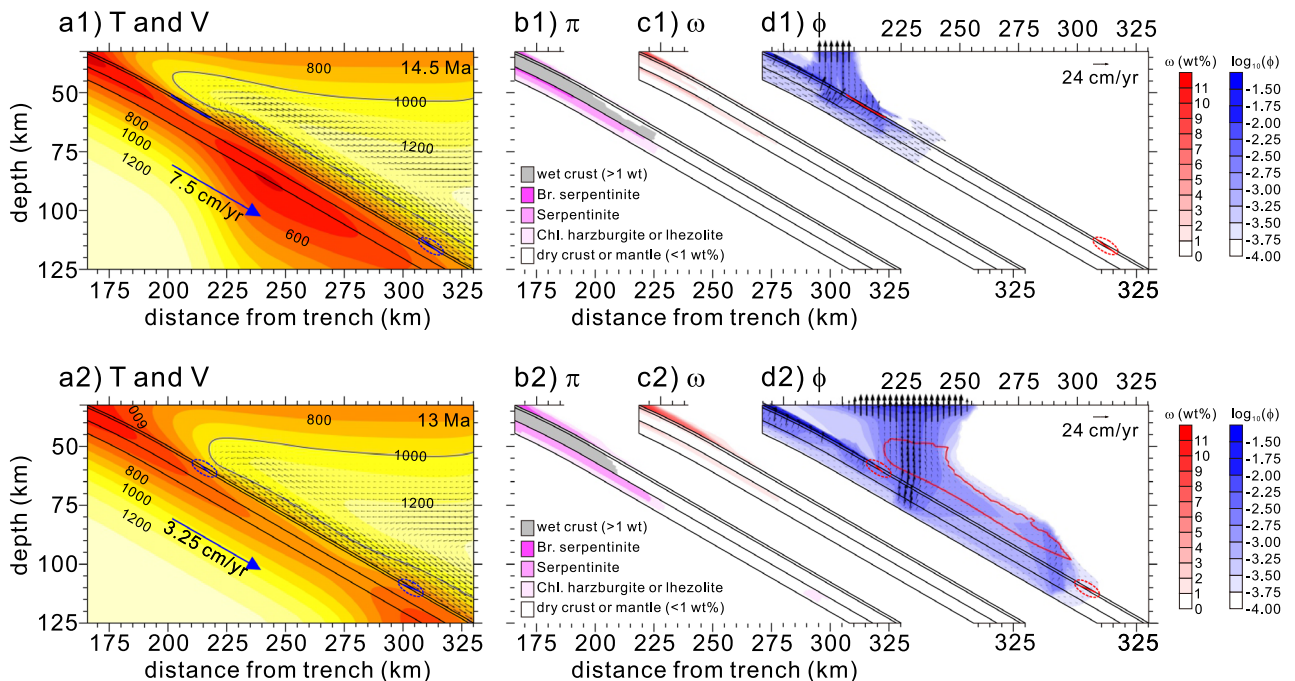 a1) T and V
b1) π
c1) ω
d1) ϕ
225 250 275 300 325
800
14.5 Ma
1000
1200
800
1000
1200
600
7.5 cm/yr
24 cm/yr
ω (wt%) log10(ϕ)
11
10
9
8
7
6
5
4
3
2
1
0
-1.50
-2.00
-2.25
-2.50
-2.75
-3.00
-3.25
-3.50
-3.75
-4.00
wet crust (>1 wt)
Br. serpentinite
Serpentinite
Chl. harzburgite or lhezolite
dry crust or mantle (<1 wt%)
50
75
100
125
depth (km)
175 200 225 250 275 300 325
distance from trench (km)
175 200 225 250 275 300 325 325
distance from trench (km)
a2) T and V
b2) π
c2) ω
d2) ϕ
225 250 275 300 325
600
800
13 Ma
1000
1200
800
1000
1200
3.25 cm/yr
24 cm/yr
ω (wt%) log10(ϕ)
11
10
9
8
7
6
5
4
3
2
1
0
-1.50
-2.00
-2.25
-2.50
-2.75
-3.00
-3.25
-3.50
-3.75
-4.00
wet crust (>1 wt)
Br. serpentinite
Serpentinite
Chl. harzburgite or lhezolite
dry crust or mantle (<1 wt%)
50
75
100
125
depth (km)
175 200 225 250 275 300 325
distance from trench (km)
175 200 225 250 275 300 325 325
distance from trench (km)